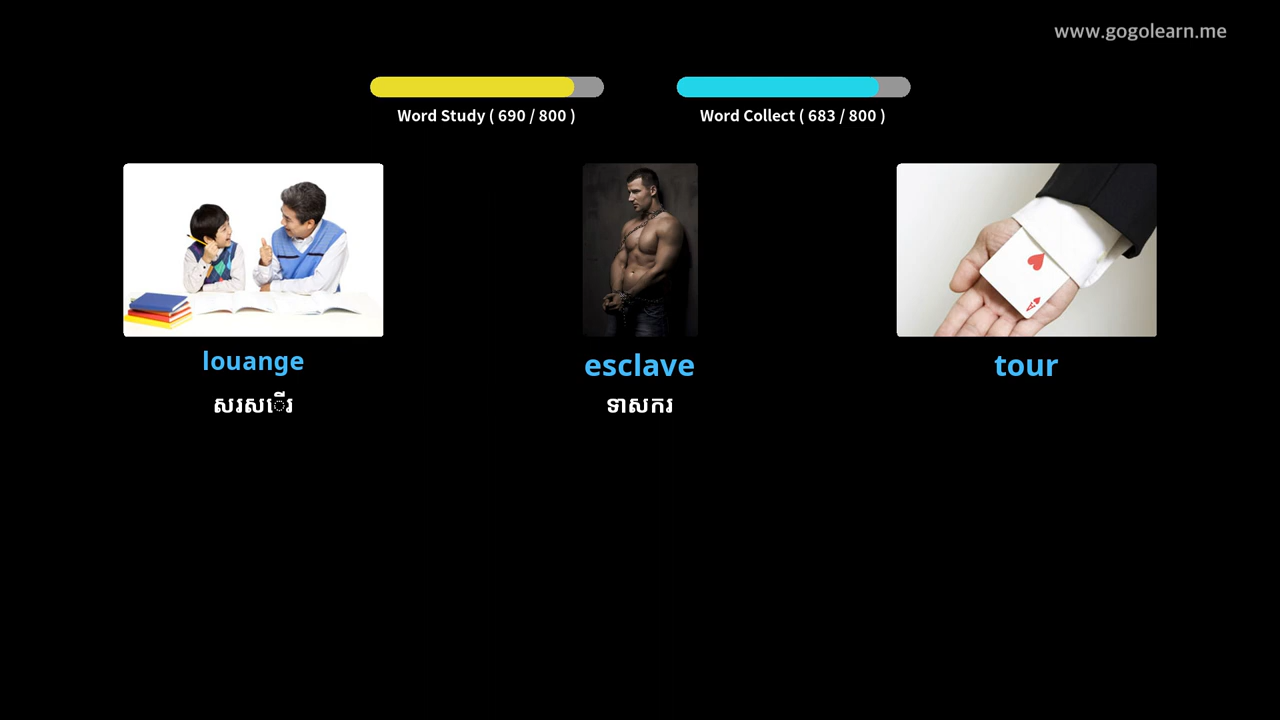 www.gogolearn.me
Word Study ( 690 / 800 )
Word Collect ( 683 / 800 )
louange
esclave
tour
សរសើរ
ទាសករ